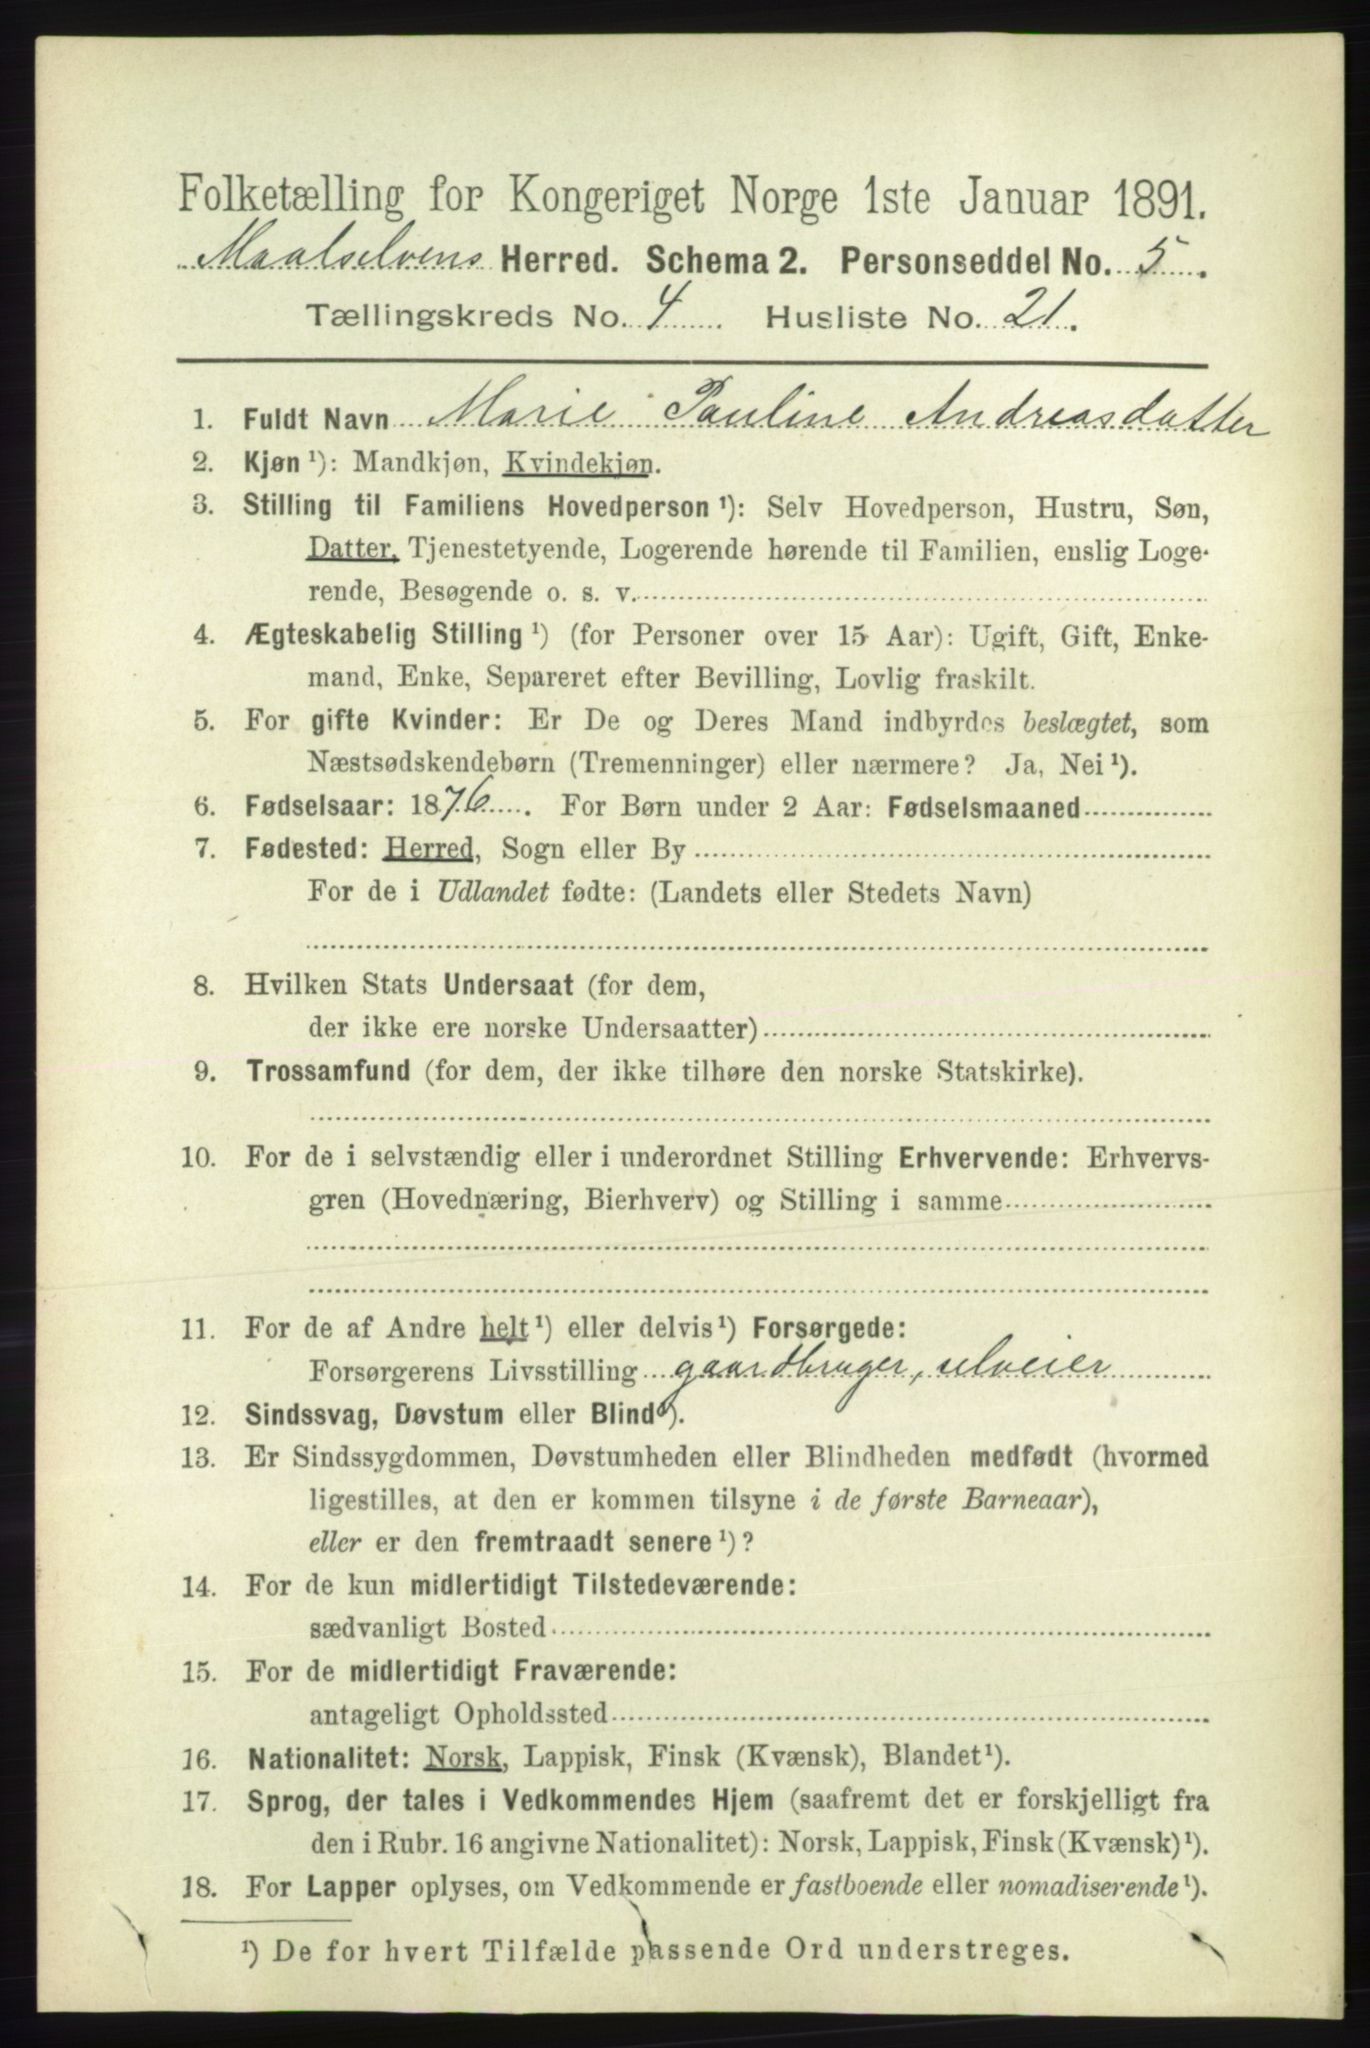 Folketælling for Kongeriget Norge 1ste Januar 1891.
Maalselvens Herred. Schema 2. Personseddel No. 5.
Tællingskreds No. 4 Husliste No. 21.
1. Fuldt Navn Marie Pauline Andreasdatter
2. Kjøn ¹): Mandkjøn, Kvindekjøn.
3. Stilling til Familiens Hovedperson ¹): Selv Hovedperson, Hustru, Søn,
Datter, Tjenestetyende, Logerende hørende til Familien, enslig Loge-
rende, Besøgende o. s. v.
4. Ægteskabelig Stilling ¹) (for Personer over 15 Aar): Ugift, Gift, Enke-
mand, Enke, Separeret efter Bevilling, Lovlig fraskilt.
5. For gifte Kvinder: Er De og Deres Mand indbyrdes beslægtet, som
Næstsødskendebørn (Tremenninger) eller nærmere? Ja, Nei ¹).
6. Fødselsaar: 1876. For Børn under 2 Aar: Fødselsmaaned
7. Fødested: Herred, Sogn eller By
For de i Udlandet fødte: (Landets eller Stedets Navn)
8. Hvilken Stats Undersaat (for dem,
der ikke ere norske Undersaatter)
9. Trossamfund (for dem, der ikke tilhøre den norske Statskirke).
10. For de i selvstændig eller i underordnet Stilling Erhvervende: Erhvervs-
gren (Hovednæring, Bierhverv) og Stilling i samme
11. For de af Andre helt ¹) eller delvis ¹) Forsørgede:
Forsørgerens Livsstilling gaardbruger, selveier
12. Sindssvag, Døvstum eller Blind ¹).
13. Er Sindssygdommen, Døvstumheden eller Blindheden medfødt (hvormed
ligestilles, at den er kommen tilsyne i de første Barneaar),
eller er den fremtraadt senere ¹)?
14. For de kun midlertidigt Tilstedeværende:
sædvanligt Bosted
15. For de midlertidigt Fraværende:
antageligt Opholdssted
16. Nationalitet: Norsk, Lappisk, Finsk (Kvænsk), Blandet ¹).
17. Sprog, der tales i Vedkommendes Hjem (saafremt det er forskjelligt fra
den i Rubr. 16 angivne Nationalitet): Norsk, Lappisk, Finsk (Kvænsk) ¹).
18. For Lapper oplyses, om Vedkommende er fastboende eller nomadiserende ¹).
¹) De for hvert Tilfælde passende Ord understreges.